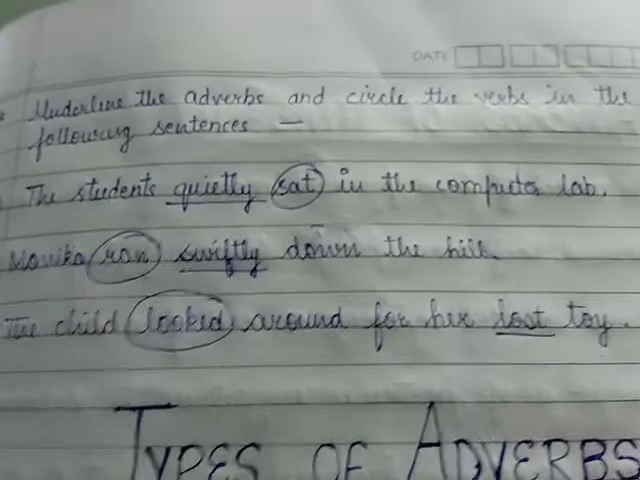 DATE
Underline the adverbs and circle the verbs in the
following sentences —
The students quietly sat in the computer lab.
Monika ran swiftly down the hill.
The child looked around for her lost toy.
TYPES OF ADVERBS